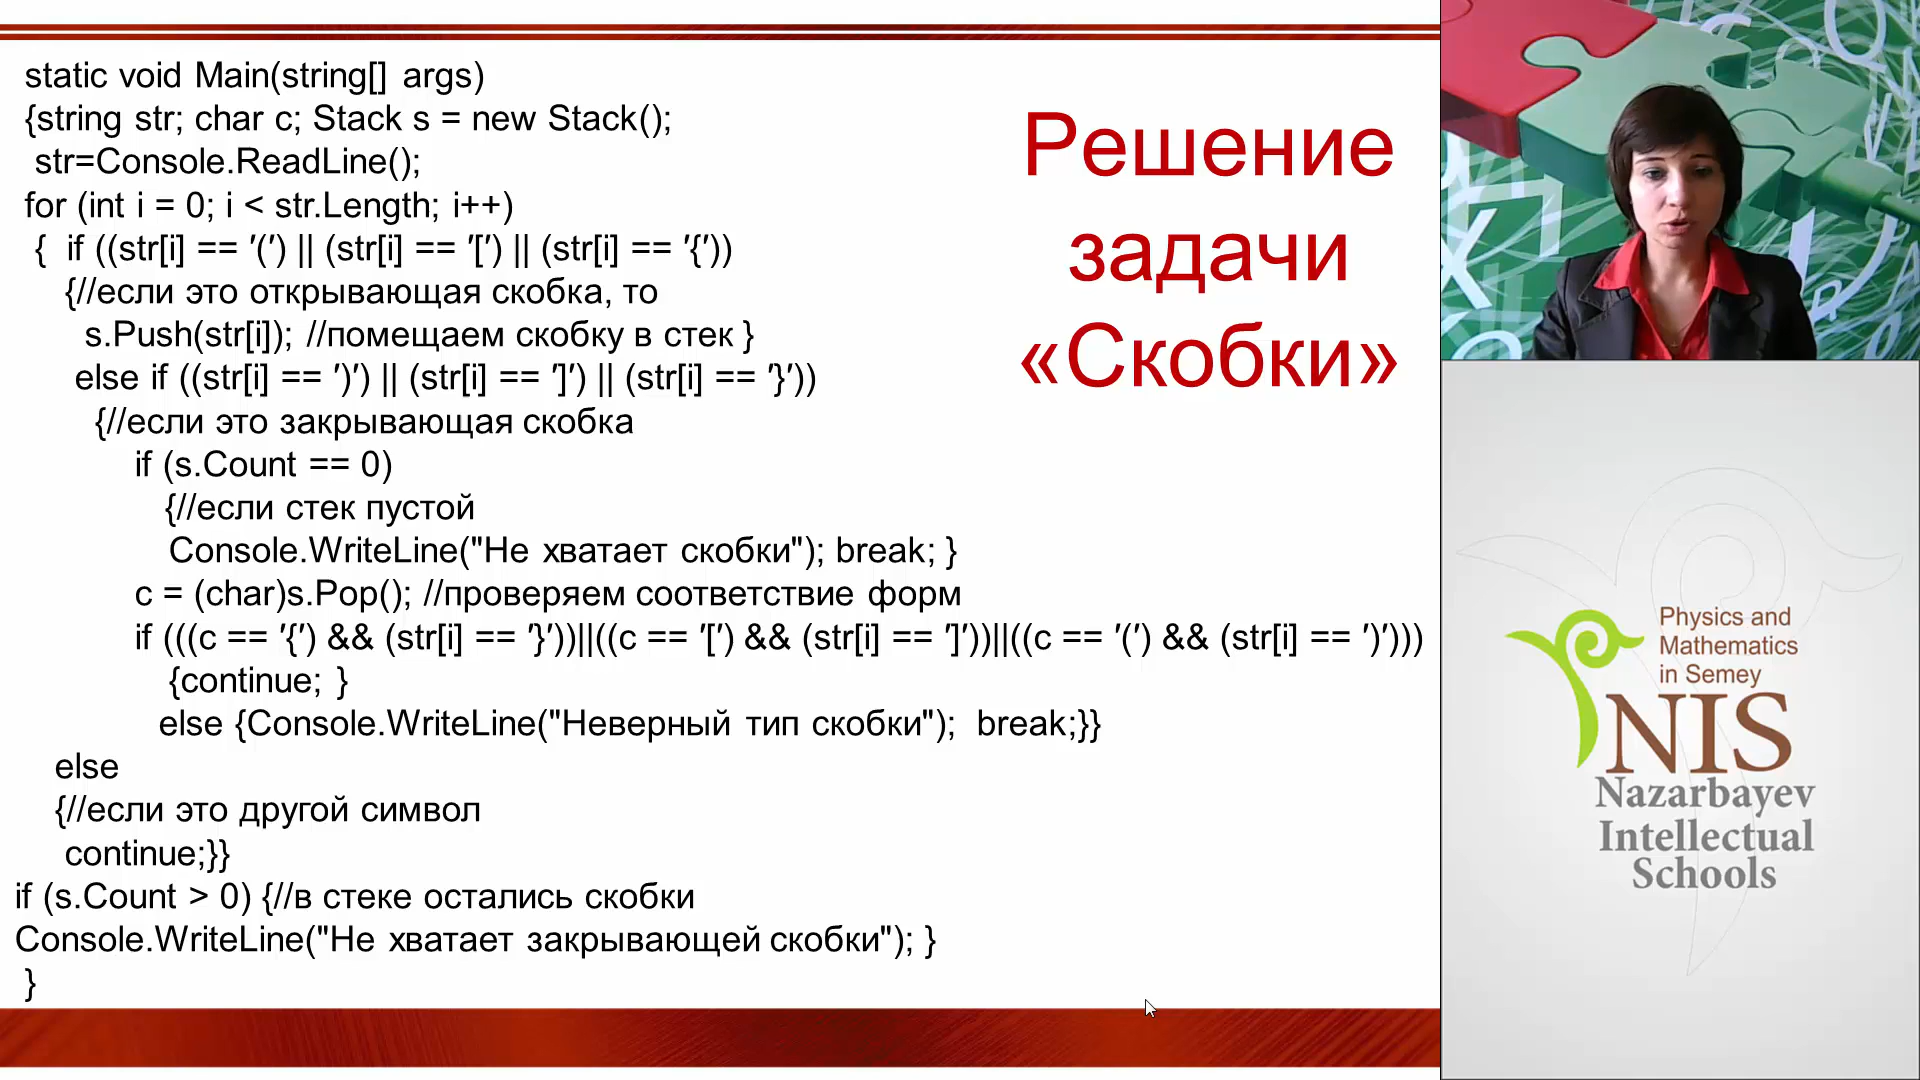 static void Main(string[] args)
{string str; char c; Stack s = new Stack();
str=Console.ReadLine();
for (int i = 0; i < str.Length; i++)
{ if ((str[i] == '(') || (str[i] == '[') || (str[i] == '{'))
{//если это открывающая скобка, то
s.Push(str[i]); //помещаем скобку в стек }
else if ((str[i] == ')') || (str[i] == ']') || (str[i] == '}'))
{//если это закрывающая скобка
if (s.Count == 0)
{//если стек пустой
Console.WriteLine("Не хватает скобки"); break; }
c = (char)s.Pop(); //проверяем соответствие форм
if (((c == '{') && (str[i] == '}'))||((c == '[') && (str[i] == ']'))||((c == '(') && (str[i] == ')')))
{continue; }
else {Console.WriteLine("Неверный тип скобки"); break;}}
else
{//если это другой символ
continue;}}
if (s.Count > 0) {//в стеке остались скобки
Console.WriteLine("Не хватает закрывающей скобки"); }
}
Решение
задачи
«Скобки»
Physics and
Mathematics
in Semey
NIS
Nazarbayev
Intellectual
Schools